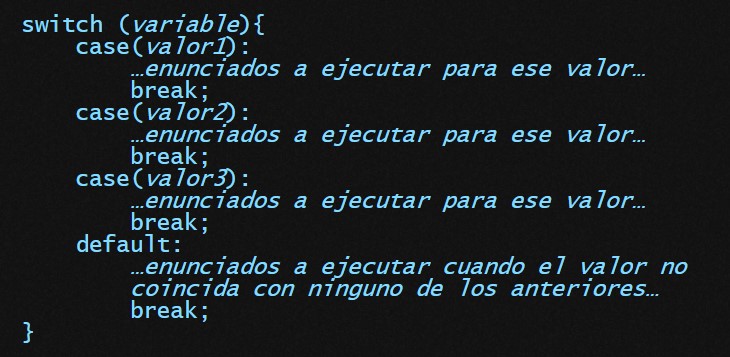 switch (variable){
case(valor1):
…enunciados a ejecutar para ese valor…
break;
case(valor2):
…enunciados a ejecutar para ese valor…
break;
case(valor3):
…enunciados a ejecutar para ese valor…
break;
default:
…enunciados a ejecutar cuando el valor no
coincida con ninguno de los anteriores…
break;
}